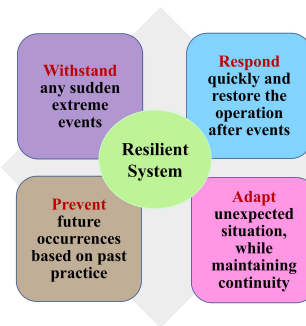 Withstand
any sudden
extreme
events
Respond
quickly and
restore the
operation
after events
Resilient
System
Prevent
future
occurrences
based on past
practice
Adapt
unexpected
situation,
while
maintaining
continuity